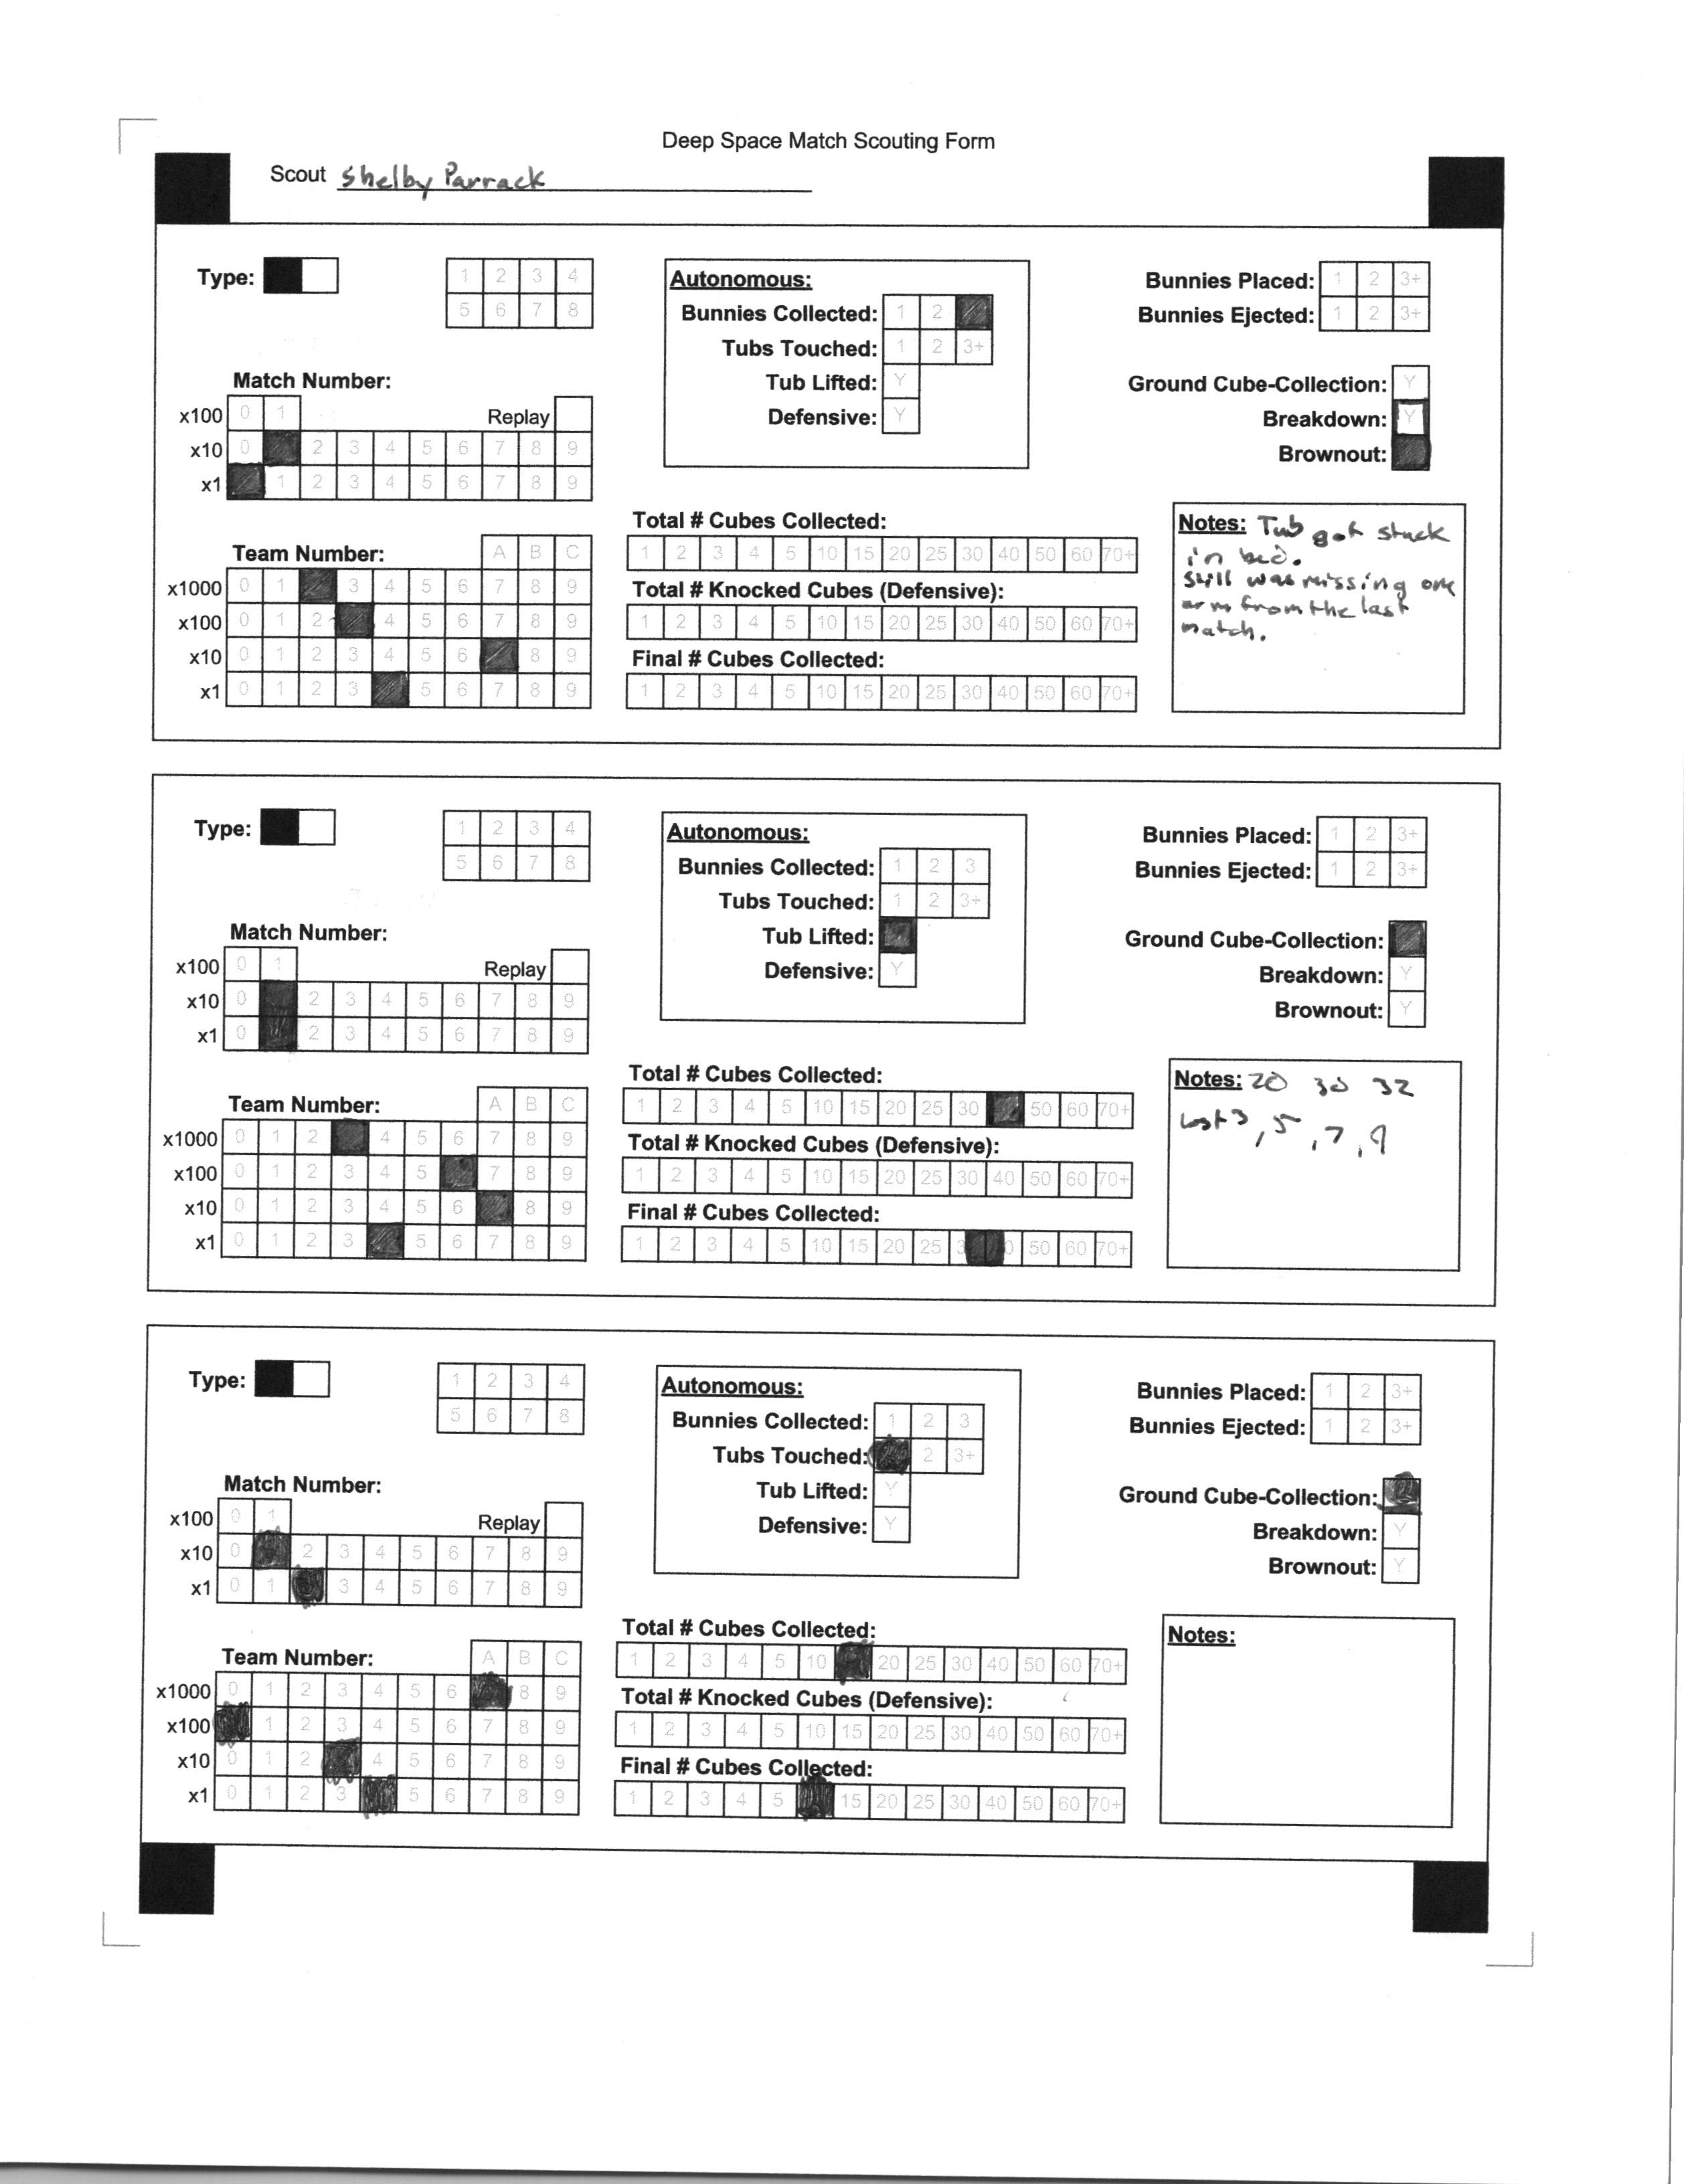 Deep Space Match Scouting Form
Scout Shelby Parrack
Type:
1 2 3 4
5 6 7 8
Autonomous:
Bunnies Collected: 1 2
Tubs Touched: 1 2 3+
Tub Lifted: Y
Defensive: Y
Bunnies Placed: 1 2 3+
Bunnies Ejected: 1 2 3+
Ground Cube-Collection: Y
Breakdown: Y
Brownout:
Match Number:
x100 0 1 Replay
x10 0 2 3 4 5 6 7 8 9
x1 1 2 3 4 5 6 7 8 9
Team Number: A B C
x1000 0 1 3 4 5 6 7 8 9
x100 0 1 2 4 5 6 7 8 9
x10 0 1 2 3 4 5 6 8 9
x1 0 1 2 3 5 6 7 8 9
Total # Cubes Collected:
1 2 3 4 5 10 15 20 25 30 40 50 60 70+
Total # Knocked Cubes (Defensive):
1 2 3 4 5 10 15 20 25 30 40 50 60 70+
Final # Cubes Collected:
1 2 3 4 5 10 15 20 25 30 40 50 60 70+
Notes: Tub got stuck
in bed.
Still was missing one
arm from the last
match.
Type:
1 2 3 4
5 6 7 8
Autonomous:
Bunnies Collected: 1 2 3
Tubs Touched: 1 2 3+
Tub Lifted:
Defensive: Y
Bunnies Placed: 1 2 3+
Bunnies Ejected: 1 2 3+
Ground Cube-Collection:
Breakdown: Y
Brownout: Y
Match Number:
x100 0 1 Replay
x10 0 2 3 4 5 6 7 8 9
x1 0 2 3 4 5 6 7 8 9
Team Number: A B C
x1000 0 1 2 4 5 6 7 8 9
x100 0 1 2 3 4 5 7 8 9
x10 0 1 2 3 4 5 6 8 9
x1 0 1 2 3 5 6 7 8 9
Total # Cubes Collected:
1 2 3 4 5 10 15 20 25 30 50 60 70+
Total # Knocked Cubes (Defensive):
1 2 3 4 5 10 15 20 25 30 40 50 60 70+
Final # Cubes Collected:
1 2 3 4 5 10 15 20 25 50 60 70+
Notes: 20 30 32
lost 3, 5, 7, 9
Type:
1 2 3 4
5 6 7 8
Autonomous:
Bunnies Collected: 1 2 3
Tubs Touched: 2 3+
Tub Lifted: Y
Defensive: Y
Bunnies Placed: 1 2 3+
Bunnies Ejected: 1 2 3+
Ground Cube-Collection:
Breakdown: Y
Brownout: Y
Match Number:
x100 0 1 Replay
x10 0 2 3 4 5 6 7 8 9
x1 0 1 3 4 5 6 7 8 9
Team Number: A B C
x1000 0 1 2 3 4 5 6 8 9
x100 1 2 3 4 5 6 7 8 9
x10 0 1 2 4 5 6 7 8 9
x1 0 1 2 3 5 6 7 8 9
Total # Cubes Collected:
1 2 3 4 5 10 20 25 30 40 50 60 70+
Total # Knocked Cubes (Defensive):
1 2 3 4 5 10 15 20 25 30 40 50 60 70+
Final # Cubes Collected:
1 2 3 4 5 15 20 25 30 40 50 60 70+
Notes: